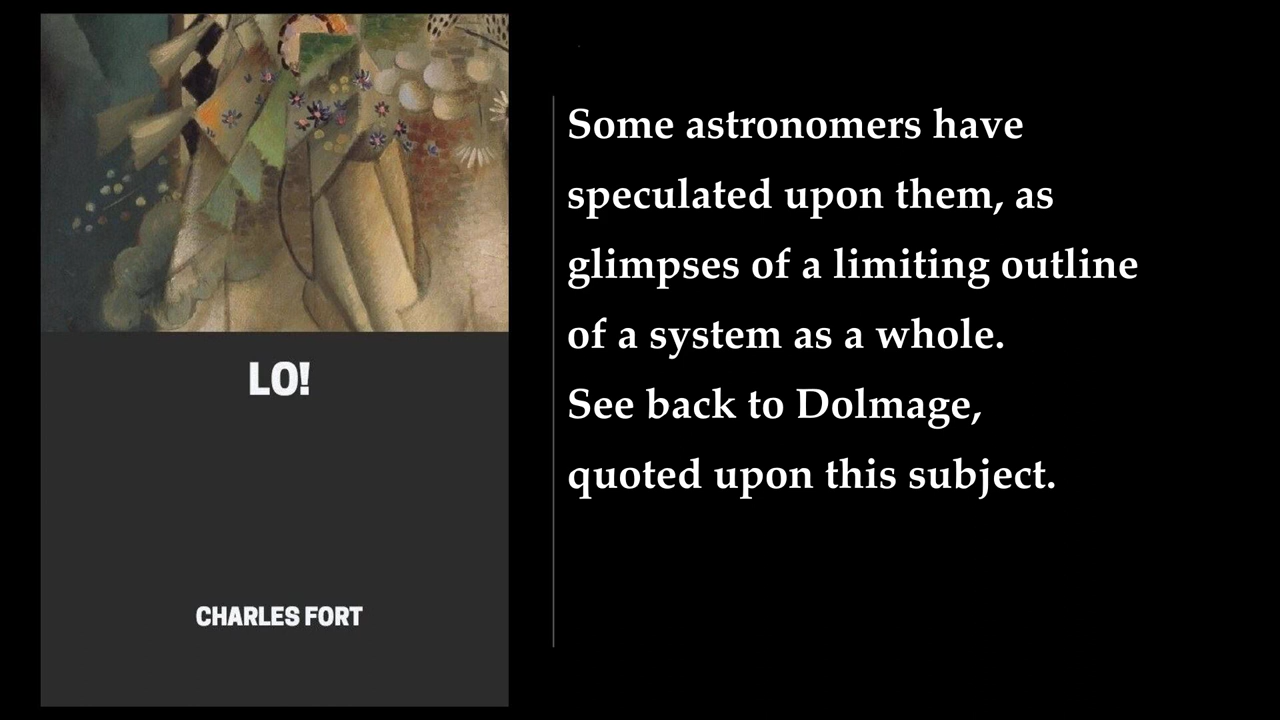 LO!
CHARLES FORT
Some astronomers have
speculated upon them, as
glimpses of a limiting outline
of a system as a whole.
See back to Dolmage,
quoted upon this subject.